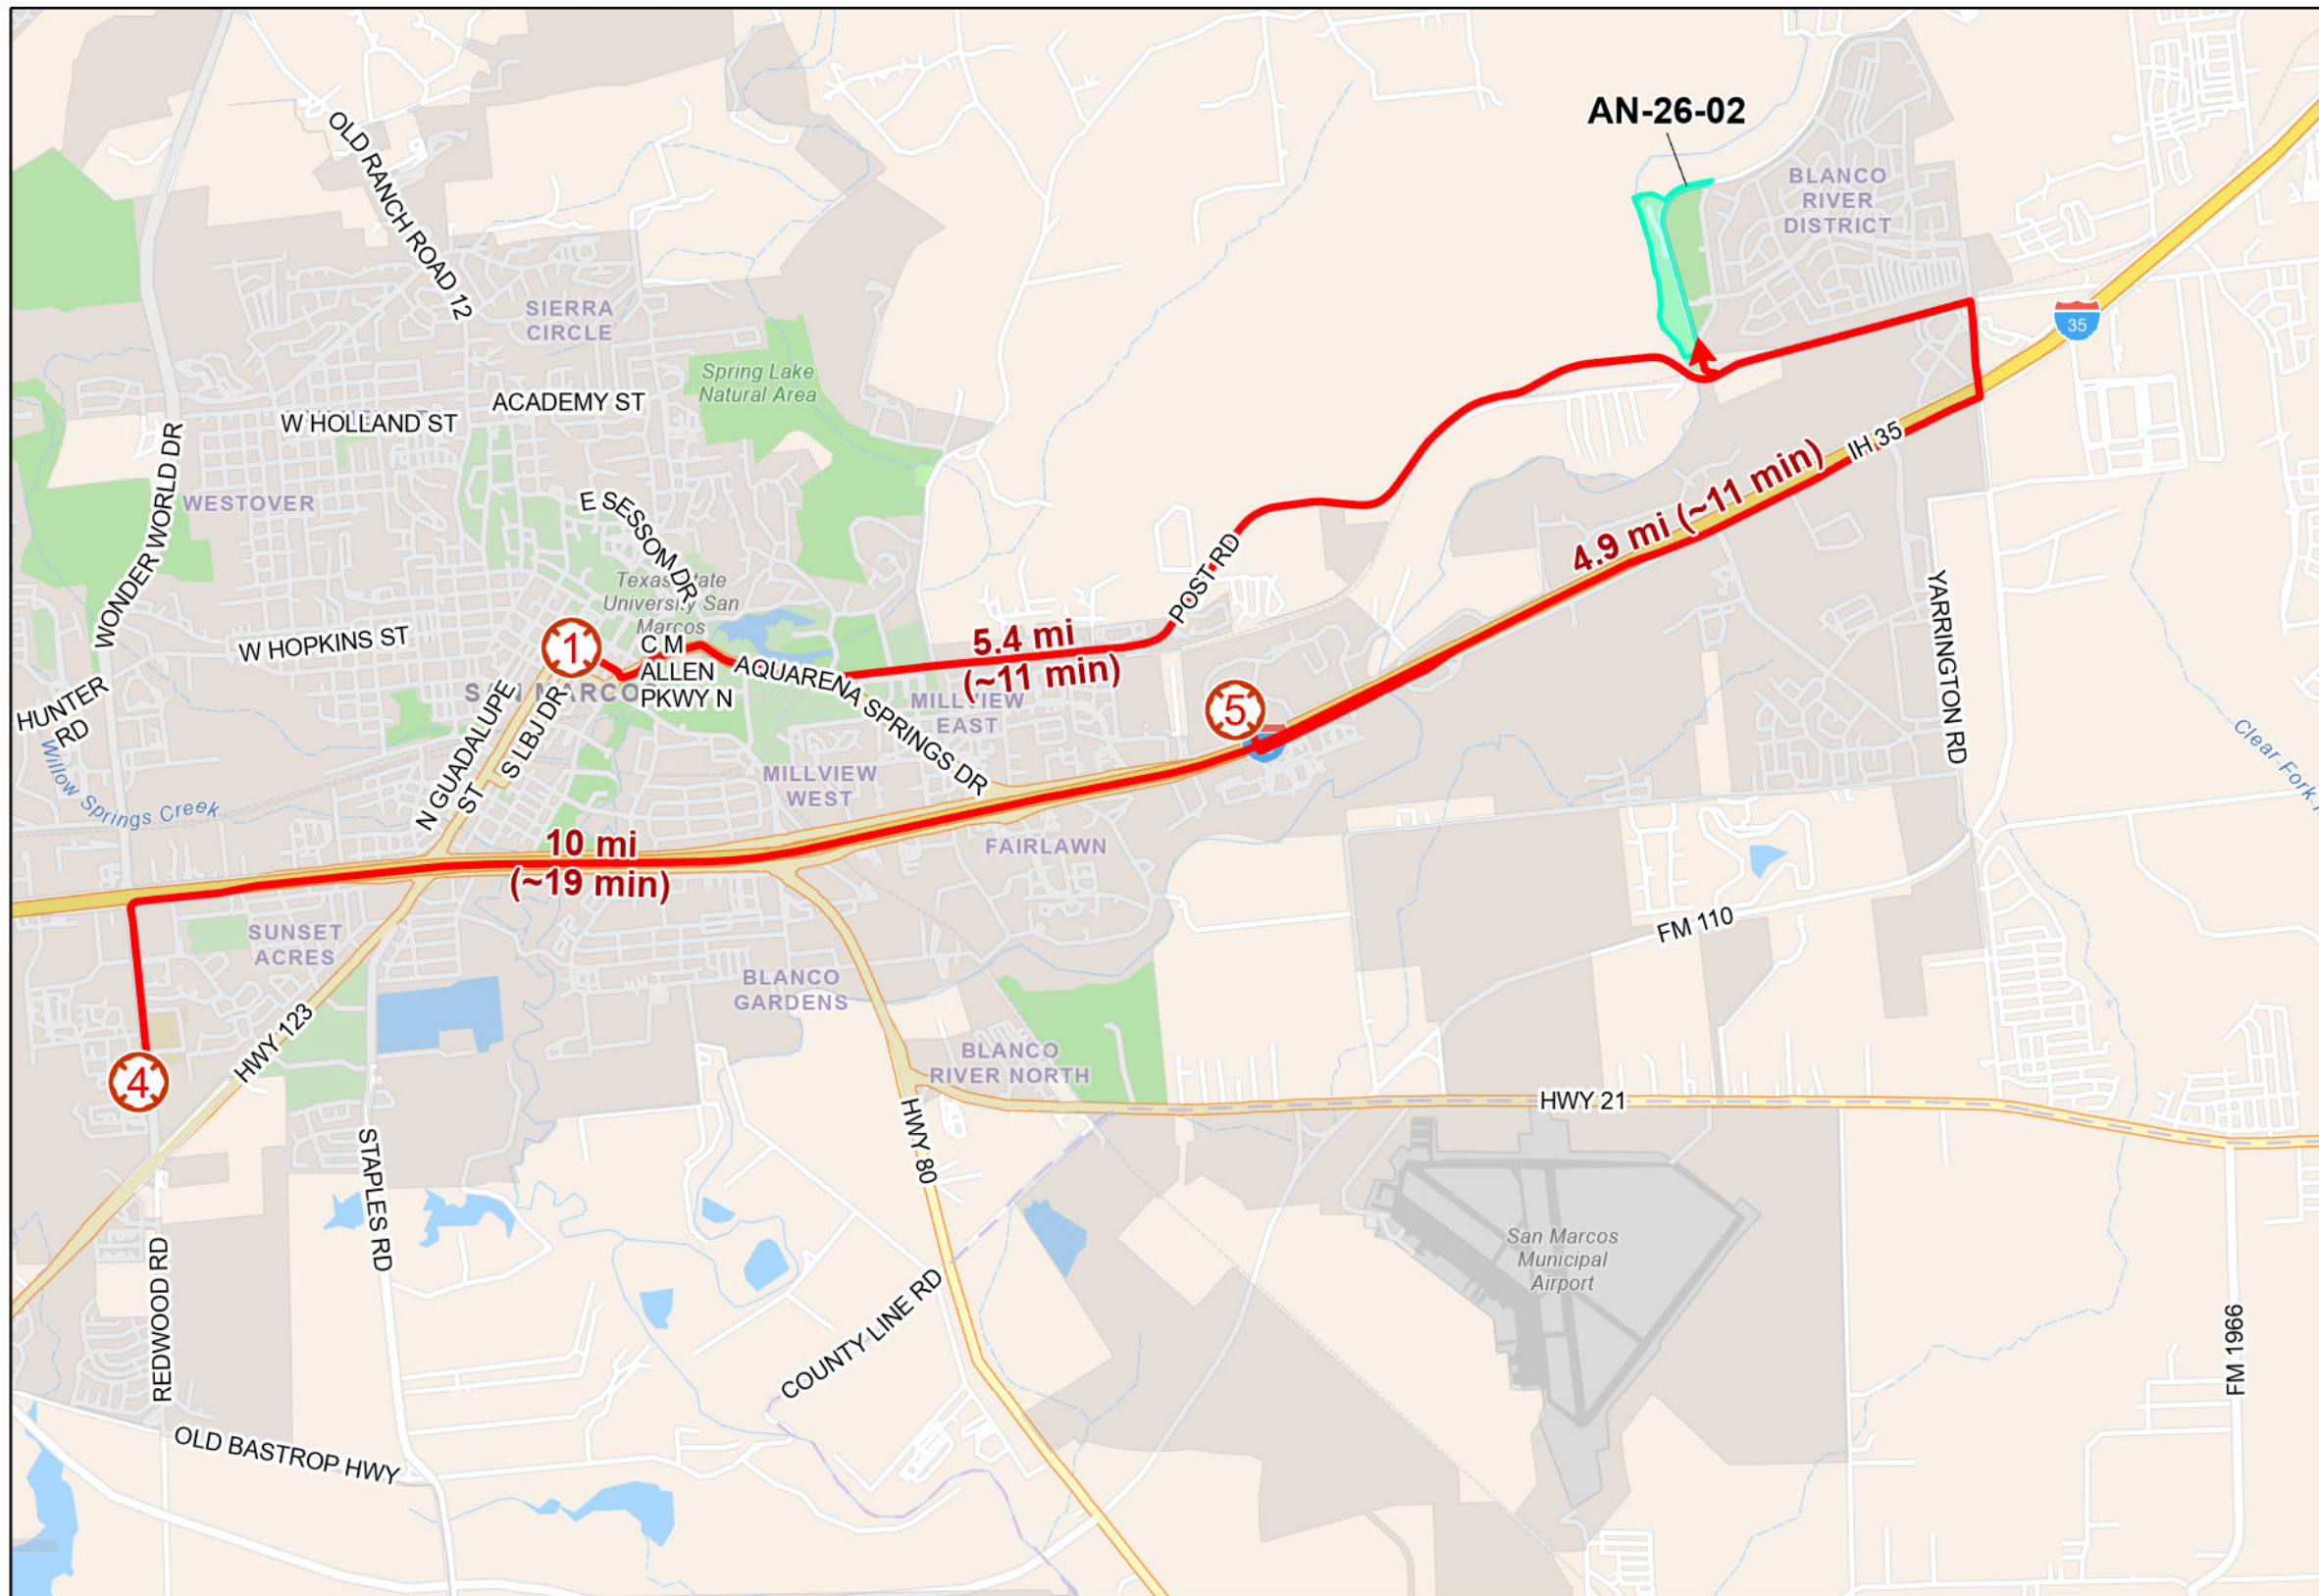 AN-26-02
BLANCO
RIVER
DISTRICT
OLD RANCH ROAD 12
SIERRA
CIRCLE
35
Spring Lake
Natural Area
ACADEMY ST
W HOLLAND ST
WONDER WORLD DR
WESTOVER
E SESSOM DR
IH 35
4.9 mi (~11 min)
POST RD
Texas State
University San
Marcos
YARRINGTON RD
W HOPKINS ST
1
C M
ALLEN
PKWY N
5.4 mi
(~11 min)
AQUARENA SPRINGS DR
SAN MARCOS
HUNTER
RD
N GUADALUPE
ST
S LBJ DR
MILLVIEW
EAST
5
Willow Springs Creek
MILLVIEW
WEST
Clear Fork
FAIRLAWN
10 mi
(~19 min)
SUNSET
ACRES
FM 110
BLANCO
GARDENS
HWY 123
4
BLANCO
RIVER NORTH
HWY 21
HWY 80
STAPLES RD
San Marcos
Municipal
Airport
REDWOOD RD
COUNTY LINE RD
FM 1966
OLD BASTROP HWY